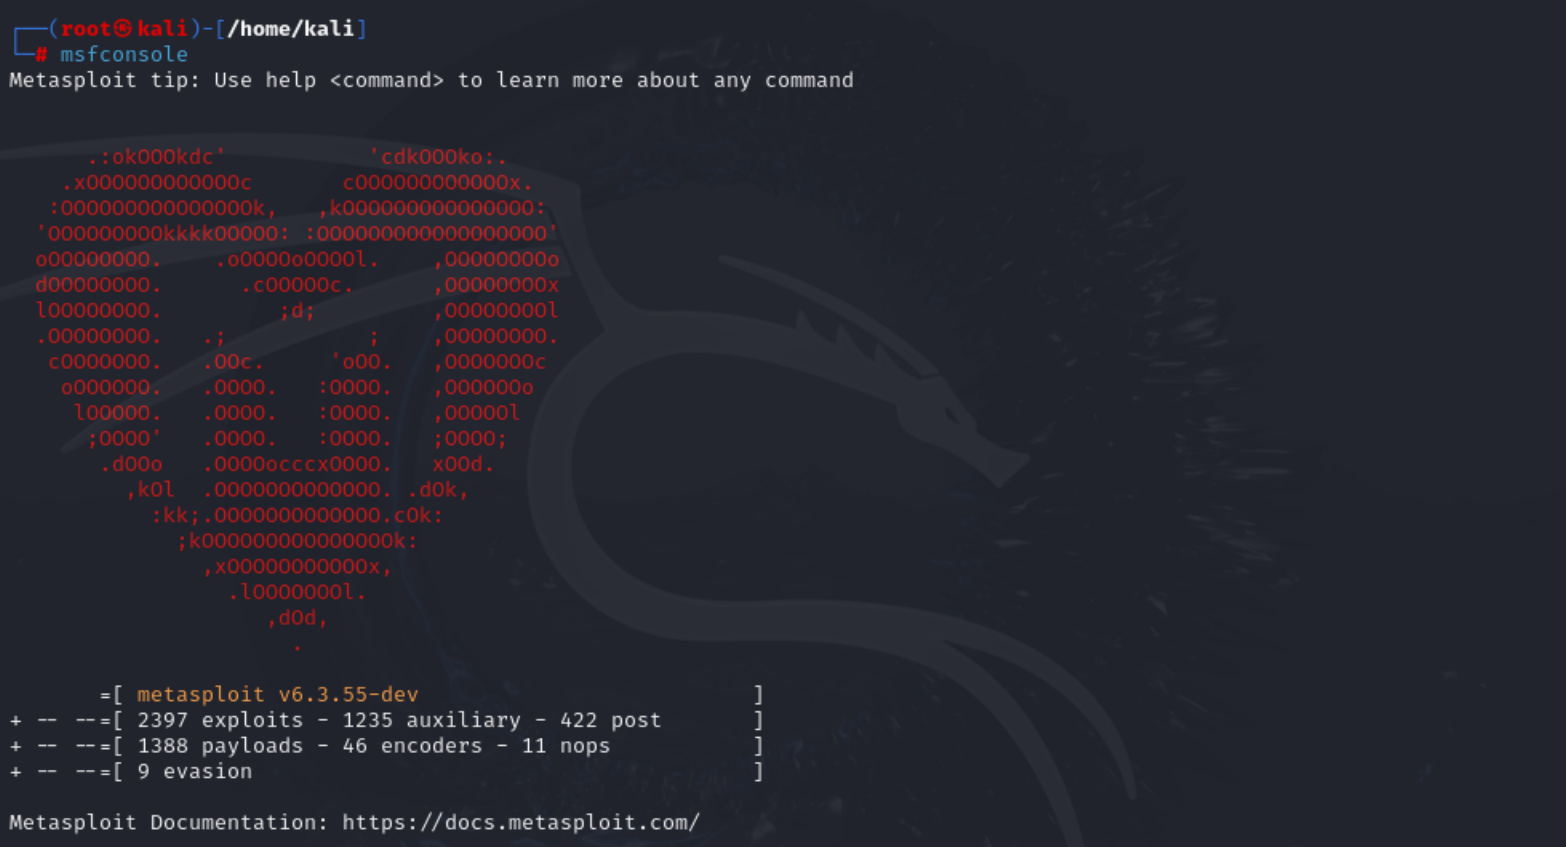 ┌──(root㉿kali)-[/home/kali]
└─# msfconsole
Metasploit tip: Use help <command> to learn more about any command
      .:okOOOkdc'           'cdkOOOko:.
    .xOOOOOOOOOOOOc       cOOOOOOOOOOOOx.
   :OOOOOOOOOOOOOOOk,   ,kOOOOOOOOOOOOOOO:
  'OOOOOOOOOkkkkOOOOO: :OOOOOOOOOOOOOOOOOO'
  oOOOOOOOO.    .oOOOOoOOOOl.    ,OOOOOOOOo
  dOOOOOOOO.      .cOOOOOc.      ,OOOOOOOOx
  lOOOOOOOO.         ;d;         ,OOOOOOOOl
  .OOOOOOOO.   .;           ;    ,OOOOOOOO.
   cOOOOOOO.   .OOc.     'oOO.   ,OOOOOOOc
    oOOOOOO.   .OOOO.   :OOOO.   ,OOOOOOo
     lOOOOO.   .OOOO.   :OOOO.   ,OOOOOl
      ;OOOO'   .OOOO.   :OOOO.   ;OOOO;
       .dOOo   .OOOOocccxOOOO.   xOOd.
         ,kOl  .OOOOOOOOOOOOO. .dOk,
           :kk;.OOOOOOOOOOOOO.cOk:
             ;kOOOOOOOOOOOOOOOk:
               ,xOOOOOOOOOOOx,
                 .lOOOOOOOl.
                    ,dOd,
                      .
       =[ metasploit v6.3.55-dev                          ]
+ -- --=[ 2397 exploits - 1235 auxiliary - 422 post       ]
+ -- --=[ 1388 payloads - 46 encoders - 11 nops           ]
+ -- --=[ 9 evasion                                       ]
Metasploit Documentation: https://docs.metasploit.com/